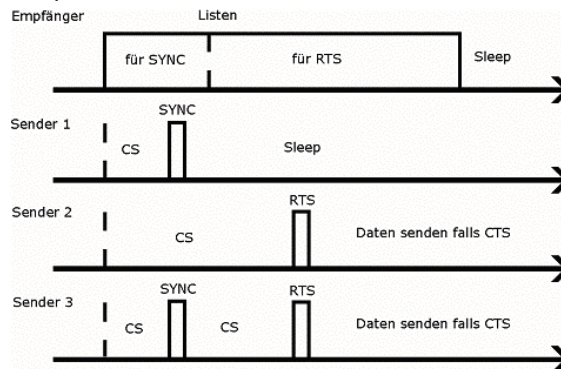 Empfänger Listen
für SYNC für RTS Sleep
SYNC
Sender 1
CS Sleep
RTS
Sender 2
CS Daten senden falls CTS
SYNC RTS
Sender 3
CS CS Daten senden falls CTS